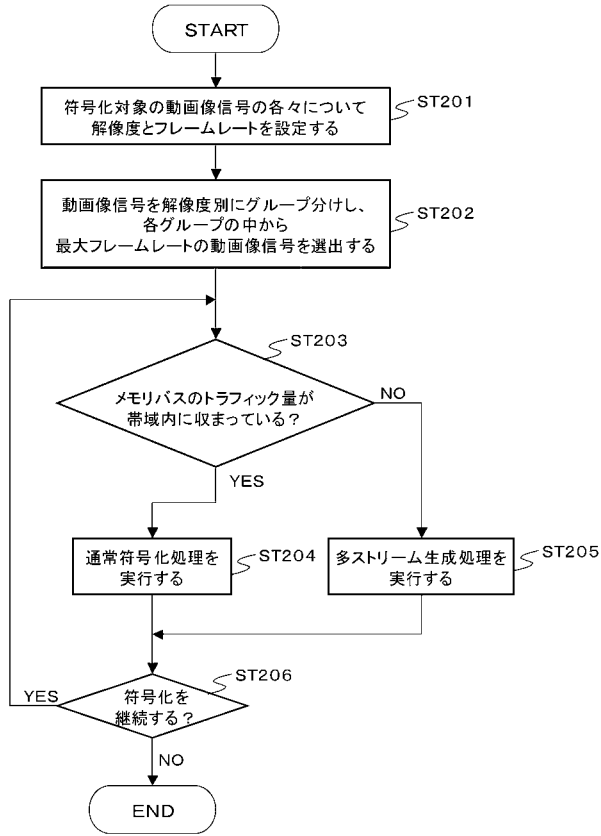 START
符号化対象の動画像信号の各々について
解像度とフレームレートを設定する
ST201
動画像信号を解像度別にグループ分けし、
各グループの中から
最大フレームレートの動画像信号を選出する
ST202
ST203
メモリバスのトラフィック量が
帯域内に収まっている?
NO
YES
通常符号化処理を
実行する
ST204
多ストリーム生成処理を
実行する
ST205
ST206
YES
符号化を
継続する?
NO
END